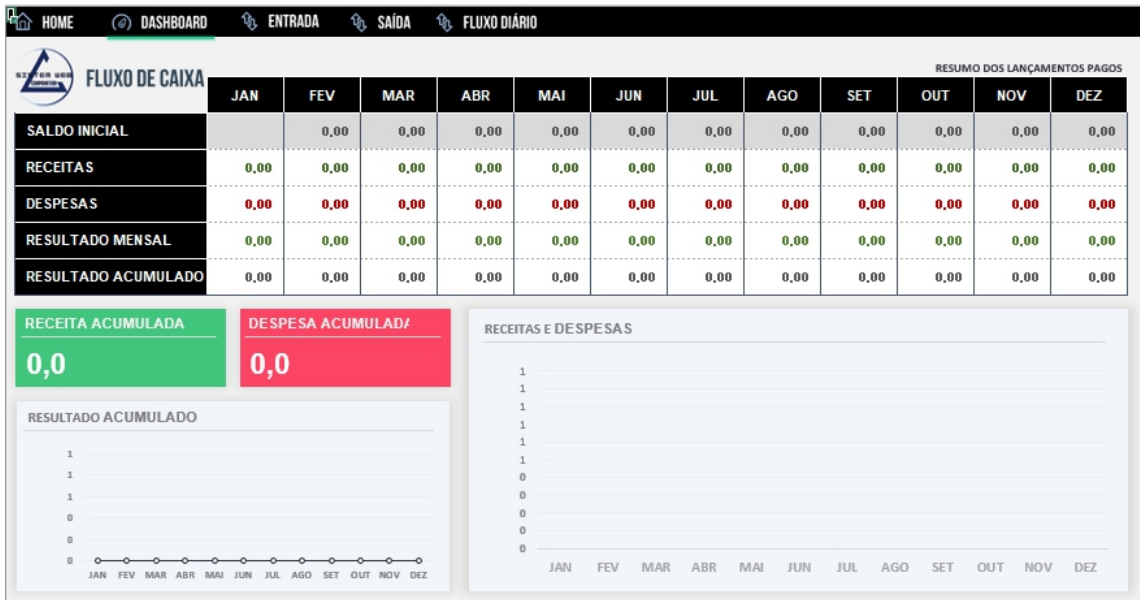 HOME DASHBOARD ENTRADA SAÍDA FLUXO DIÁRIO
FLUXO DE CAIXA
RESUMO DOS LANÇAMENTOS PAGOS
JAN FEV MAR ABR MAI JUN JUL AGO SET OUT NOV DEZ
SALDO INICIAL 0,00 0,00 0,00 0,00 0,00 0,00 0,00 0,00 0,00 0,00 0,00
RECEITAS 0,00 0,00 0,00 0,00 0,00 0,00 0,00 0,00 0,00 0,00 0,00 0,00
DESPESAS 0,00 0,00 0,00 0,00 0,00 0,00 0,00 0,00 0,00 0,00 0,00 0,00
RESULTADO MENSAL 0,00 0,00 0,00 0,00 0,00 0,00 0,00 0,00 0,00 0,00 0,00 0,00
RESULTADO ACUMULADO 0,00 0,00 0,00 0,00 0,00 0,00 0,00 0,00 0,00 0,00 0,00 0,00
RECEITA ACUMULADA
0,0
DESPESA ACUMULADA
0,0
RESULTADO ACUMULADO
1
1
1
0
0
0
JAN FEV MAR ABR MAI JUN JUL AGO SET OUT NOV DEZ
RECEITAS E DESPESAS
1
1
1
1
1
1
0
0
0
0
0
JAN FEV MAR ABR MAI JUN JUL AGO SET OUT NOV DEZ